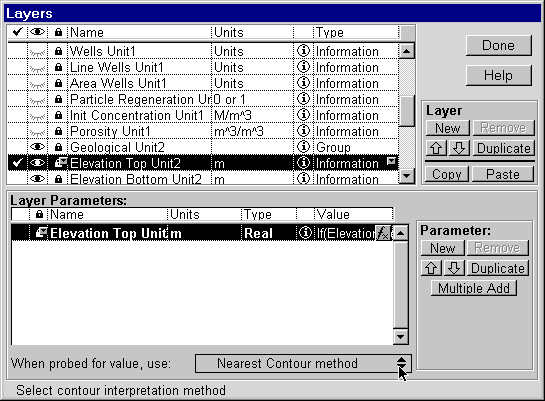 Layers
Name Units Type
Wells Unit1 Units Information
Line Wells Unit1 Units Information
Area Wells Unit1 Units Information
Particle Regeneration Un 0 or 1 Information
Init Concentration Unit1 M/m^3 Information
Porosity Unit1 m^3/m^3 Information
Geological Unit2 Group
Elevation Top Unit2 m Information
Elevation Bottom Unit2 m Information
Done
Help
Layer
New Remove
Duplicate
Copy Paste
Layer Parameters:
Name Units Type Value
Elevation Top Unit m Real If(Elevation fx
Parameter:
New Remove
Duplicate
Multiple Add
When probed for value, use: Nearest Contour method
Select contour interpretation method